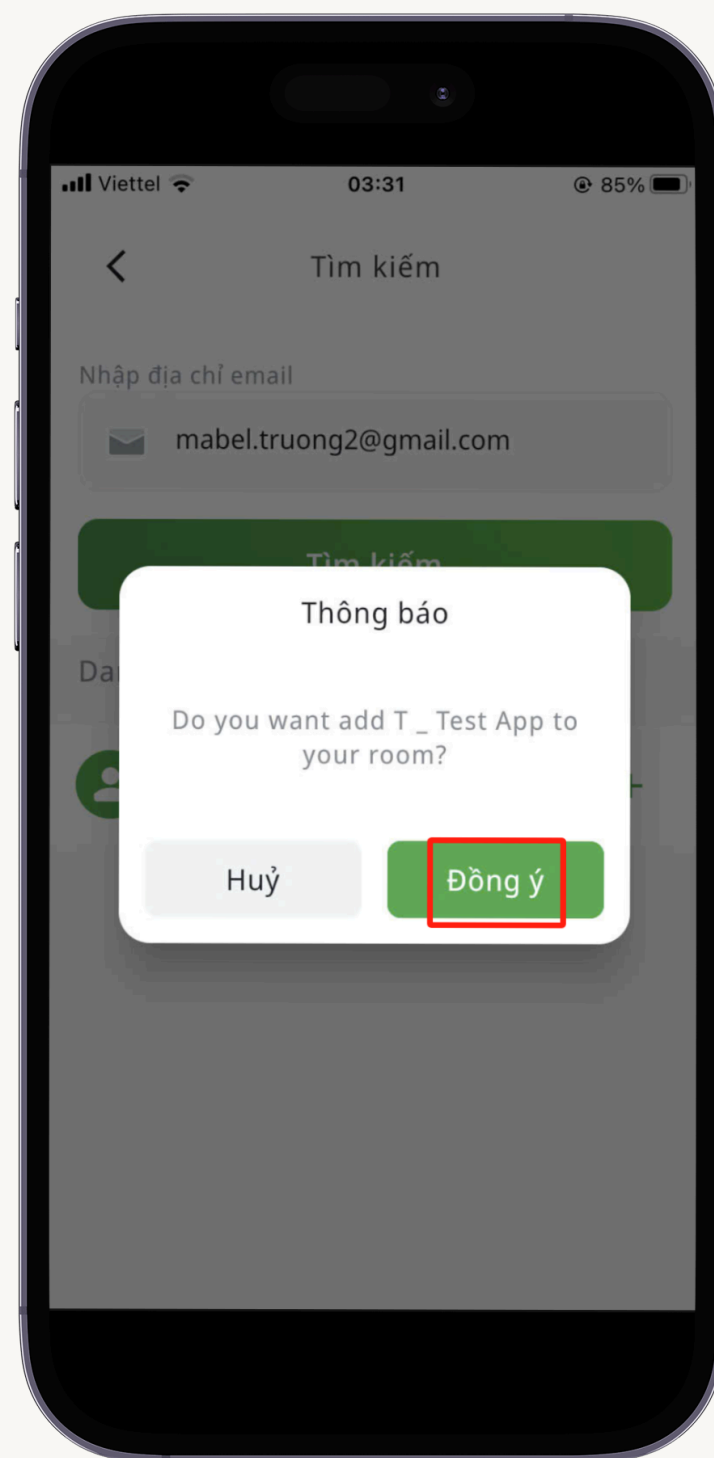 Viettel 03:31 85%
Tìm kiếm
Nhập địa chỉ email
mabel.truong2@gmail.com
Tìm kiếm
Thông báo
Do you want add T _ Test App to
your room?
Huỷ Đồng ý